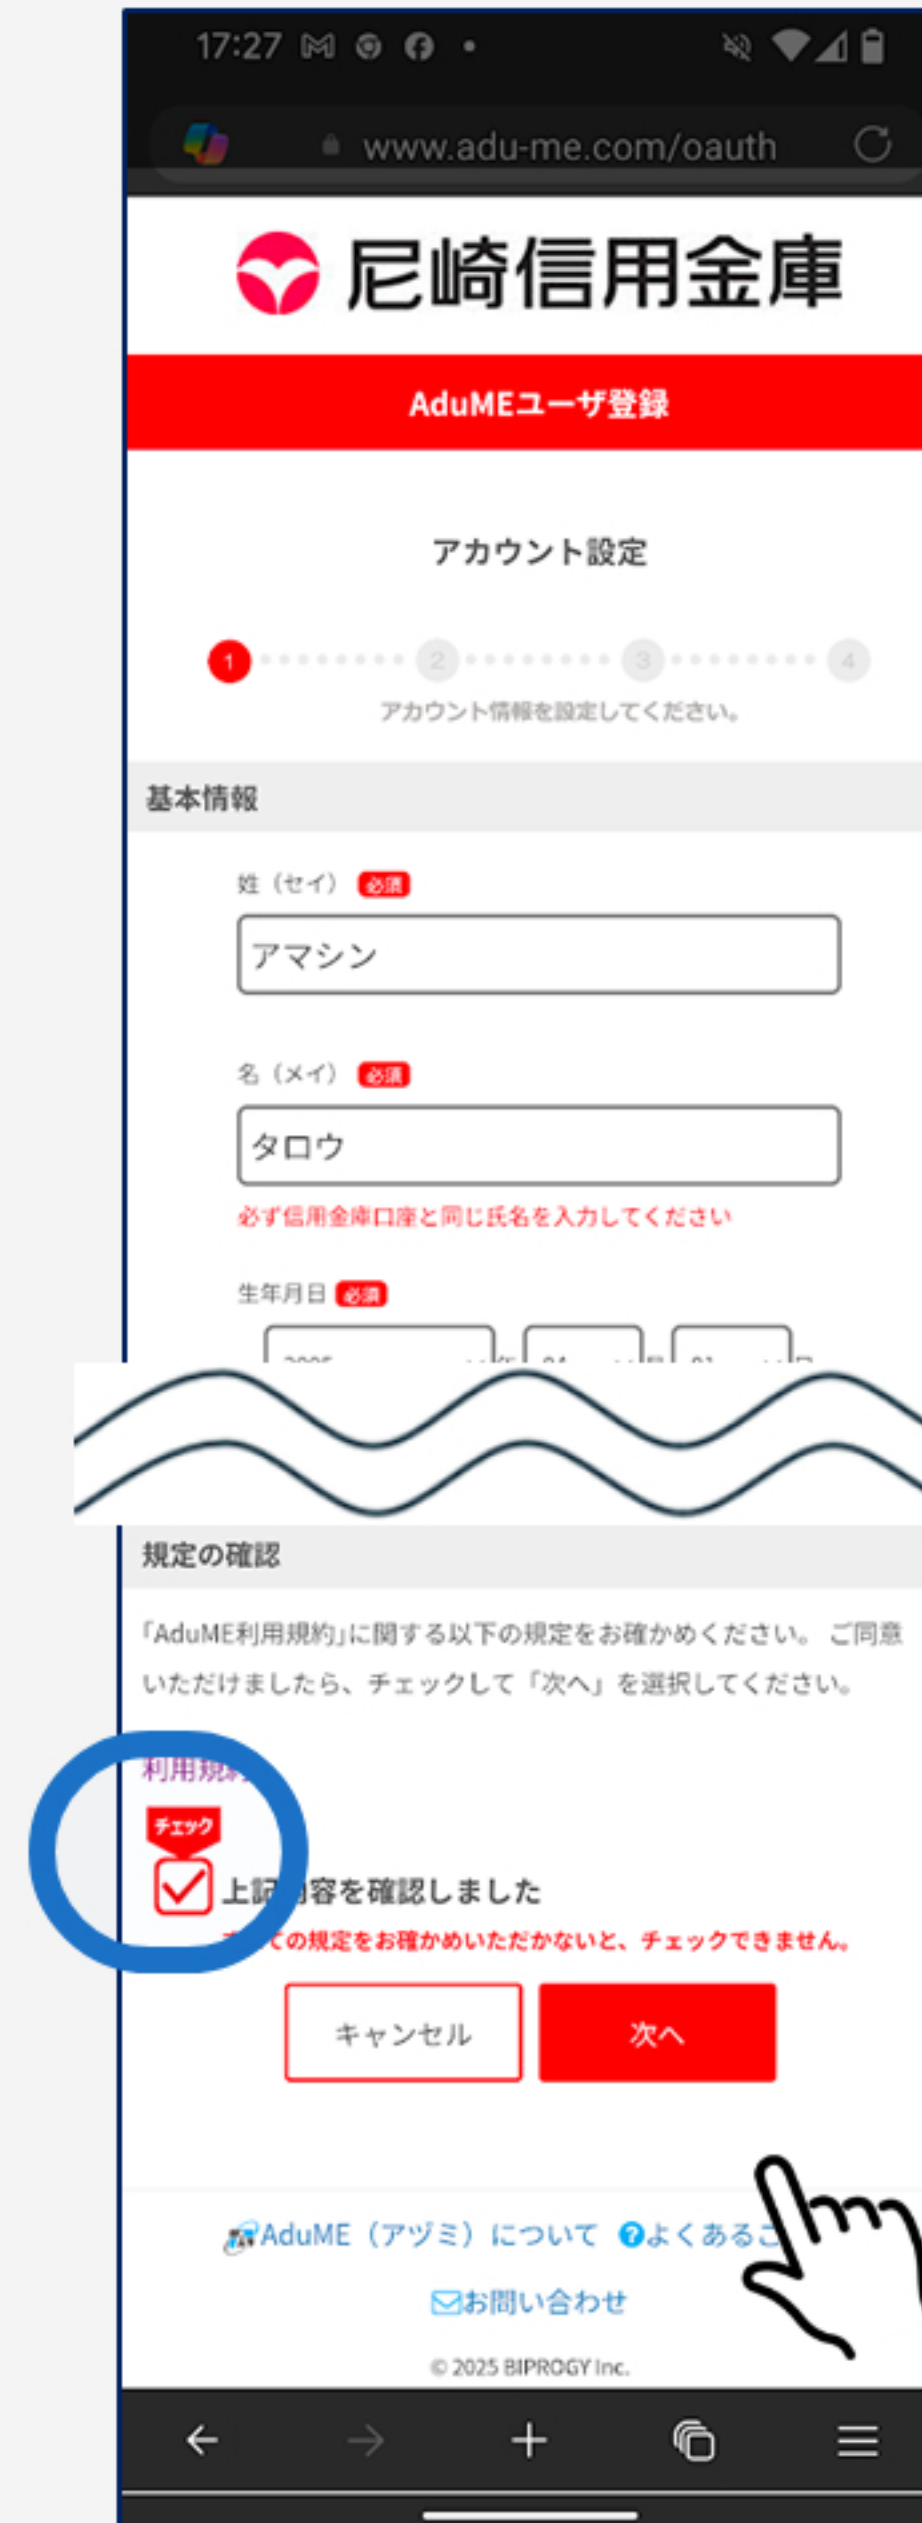 17:27
www.adu-me.com/oauth
尼崎信用金庫
AduMEユーザ登録
アカウント設定
1 2 3 4
アカウント情報を設定してください。
基本情報
姓（セイ） 必須
アマシン
名（メイ） 必須
タロウ
必ず信用金庫口座と同じ氏名を入力してください
生年月日 必須
規定の確認
「AduME利用規約」に関する以下の規定をお確かめください。 ご同意
いただけましたら、チェックして「次へ」を選択してください。
利用規約
チェック
上記内容を確認しました
の規定をお確かめいただかないと、チェックできません。
キャンセル 次へ
AduME（アヅミ）について よくあるこ
お問い合わせ
© 2025 BIPROGY Inc.